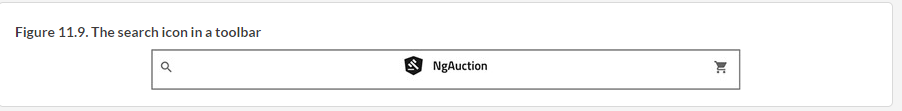 Figure 11.9. The search icon in a toolbar
NgAuction